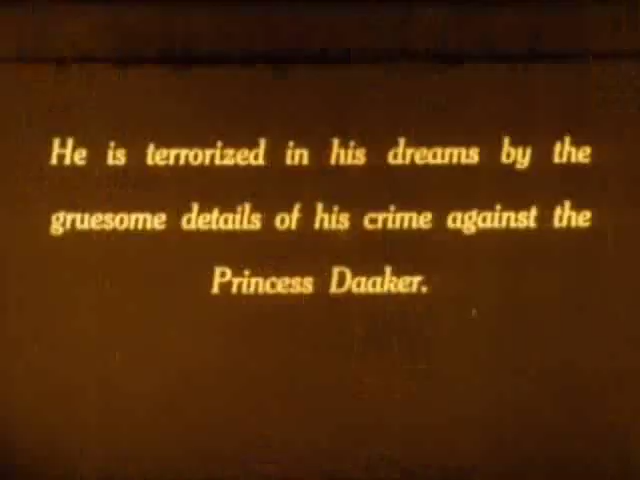 He is terrorized in his dreams by the
gruesome details of his crime against the
Princess Daaker.